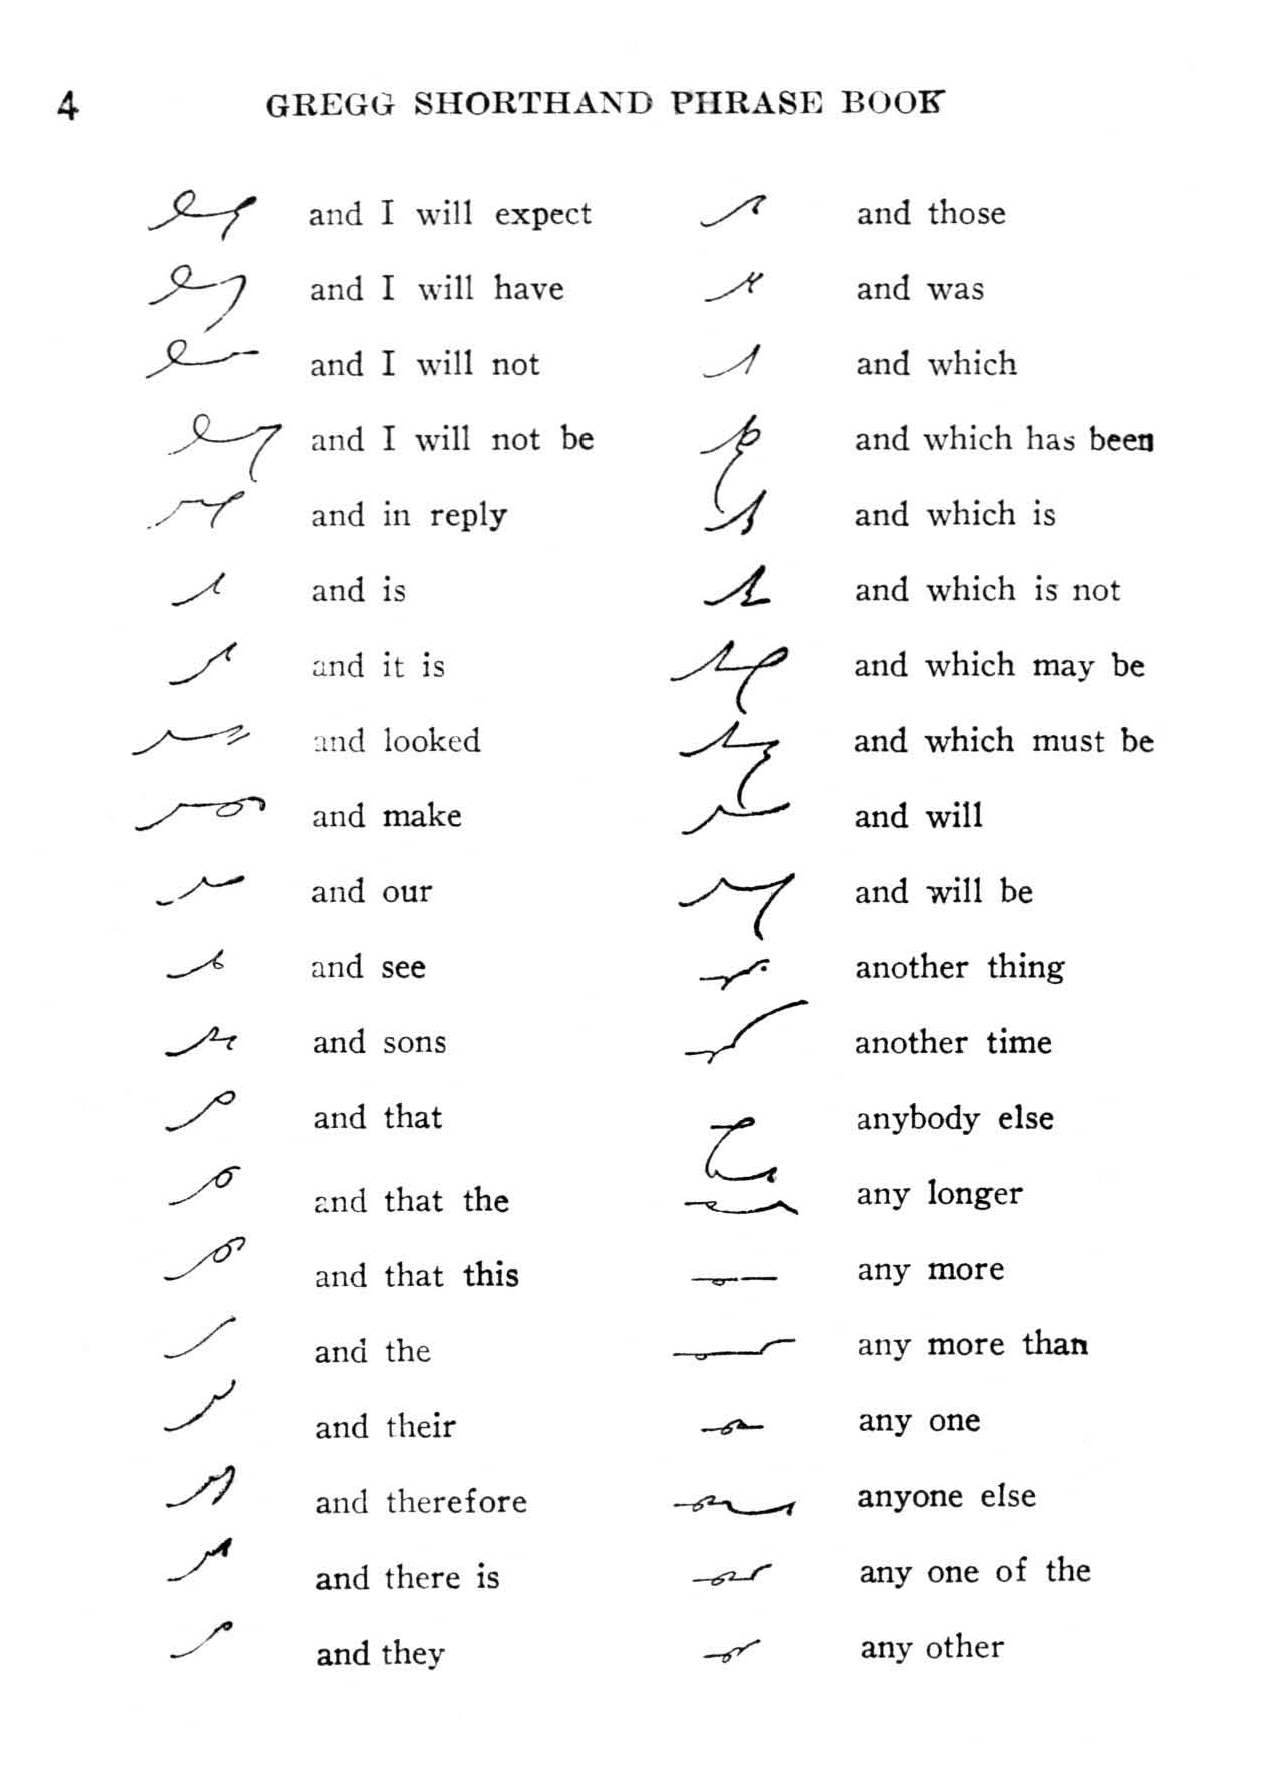 4 GREGG SHORTHAND PHRASE BOOK
and I will expect
and I will have
and I will not
and I will not be
and in reply
and is
and it is
and looked
and make
and our
and see
and sons
and that
and that the
and that this
and the
and their
and therefore
and there is
and they
and those
and was
and which
and which has been
and which is
and which is not
and which may be
and which must be
and will
and will be
another thing
another time
anybody else
any longer
any more
any more than
any one
anyone else
any one of the
any other